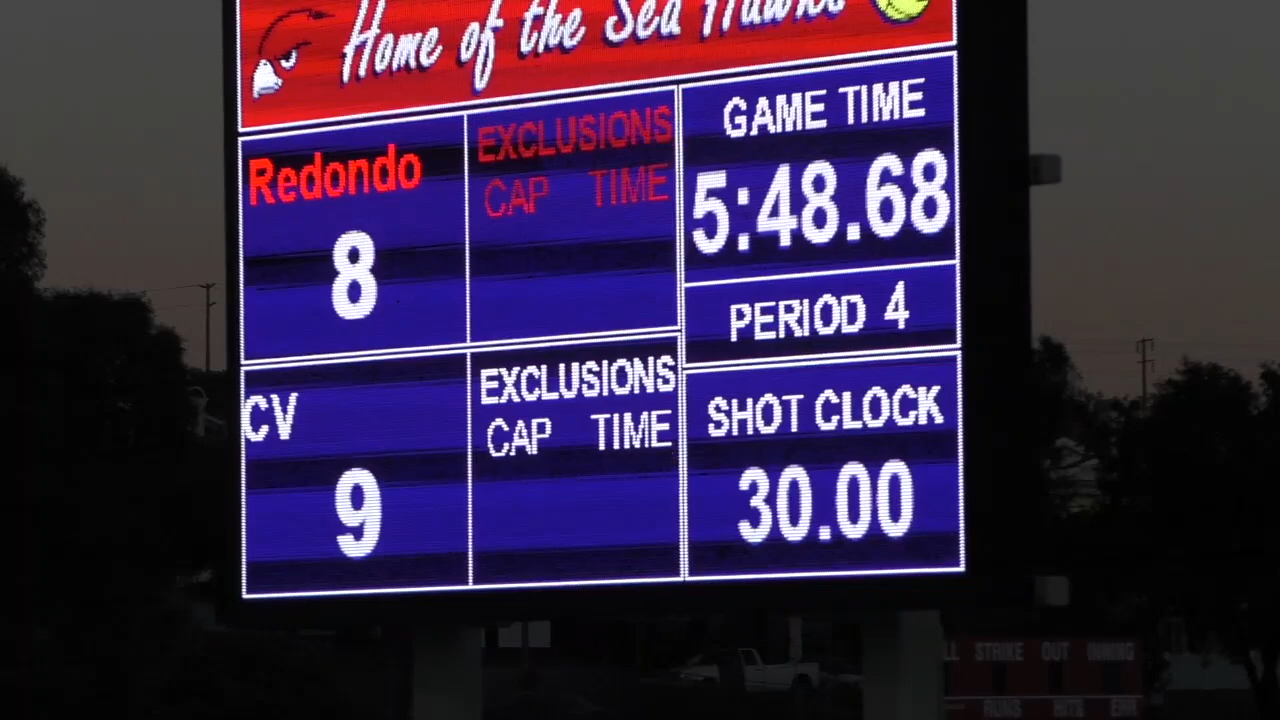 Home of the Sea Hawks
Redondo
8
EXCLUSIONS
CAP TIME
GAME TIME
5:48.68
PERIOD 4
CV
9
EXCLUSIONS
CAP TIME
SHOT CLOCK
30.00
STRIKE OUT INNING
RUNS HITS ERR